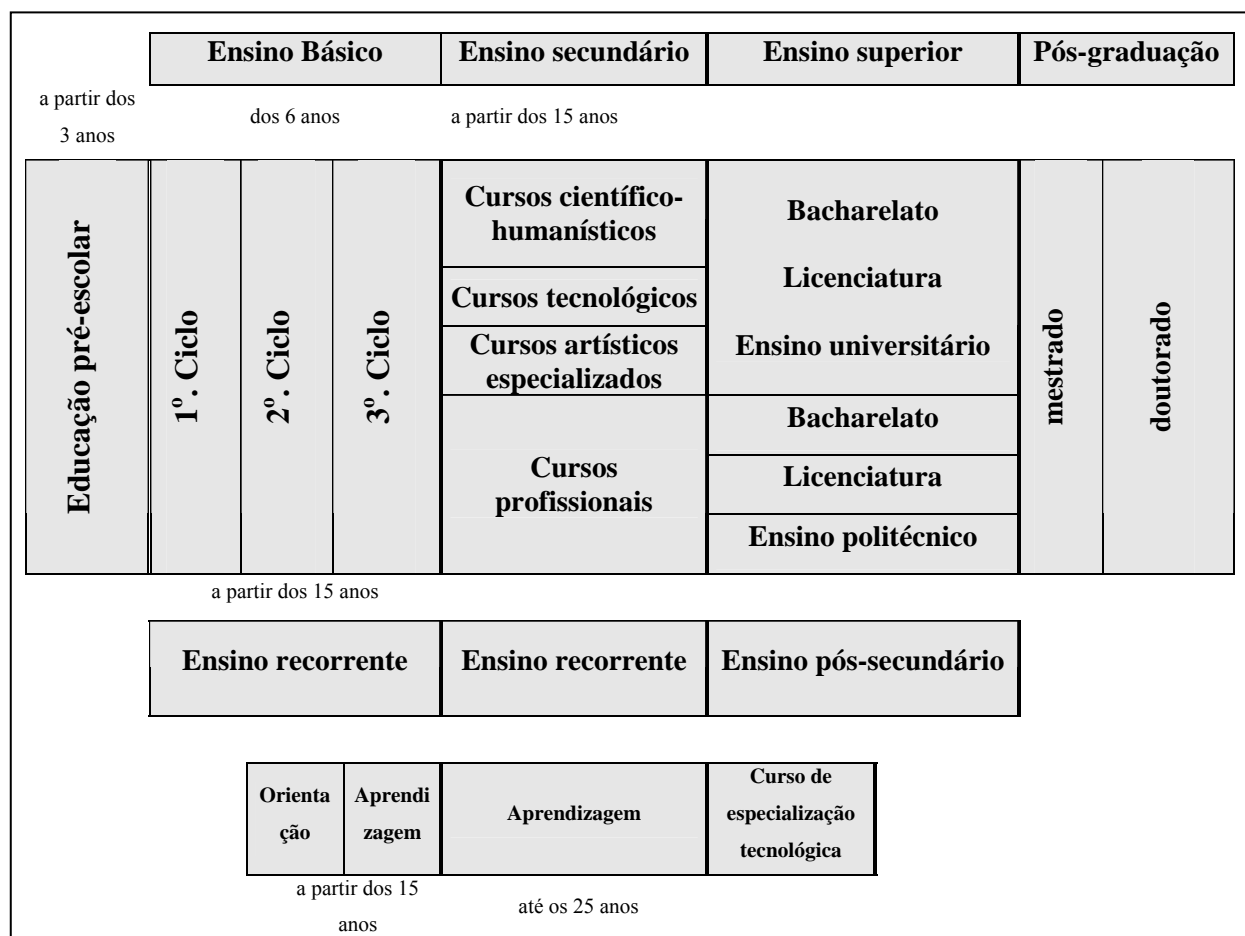 Ensino Básico
Ensino secundário
Ensino superior
Pós-graduação
a partir dos
3 anos
dos 6 anos
a partir dos 15 anos
Educação pré-escolar
1º. Ciclo
2º. Ciclo
3º. Ciclo
Cursos científico-
humanísticos
Cursos tecnológicos
Cursos artísticos
especializados
Cursos
profissionais
Bacharelato
Licenciatura
Ensino universitário
Bacharelato
Licenciatura
Ensino politécnico
mestrado
doutorado
a partir dos 15 anos
Ensino recorrente
Ensino recorrente
Ensino pós-secundário
Orienta
ção
Aprendi
zagem
Aprendizagem
Curso de
especialização
tecnológica
a partir dos 15
anos
até os 25 anos